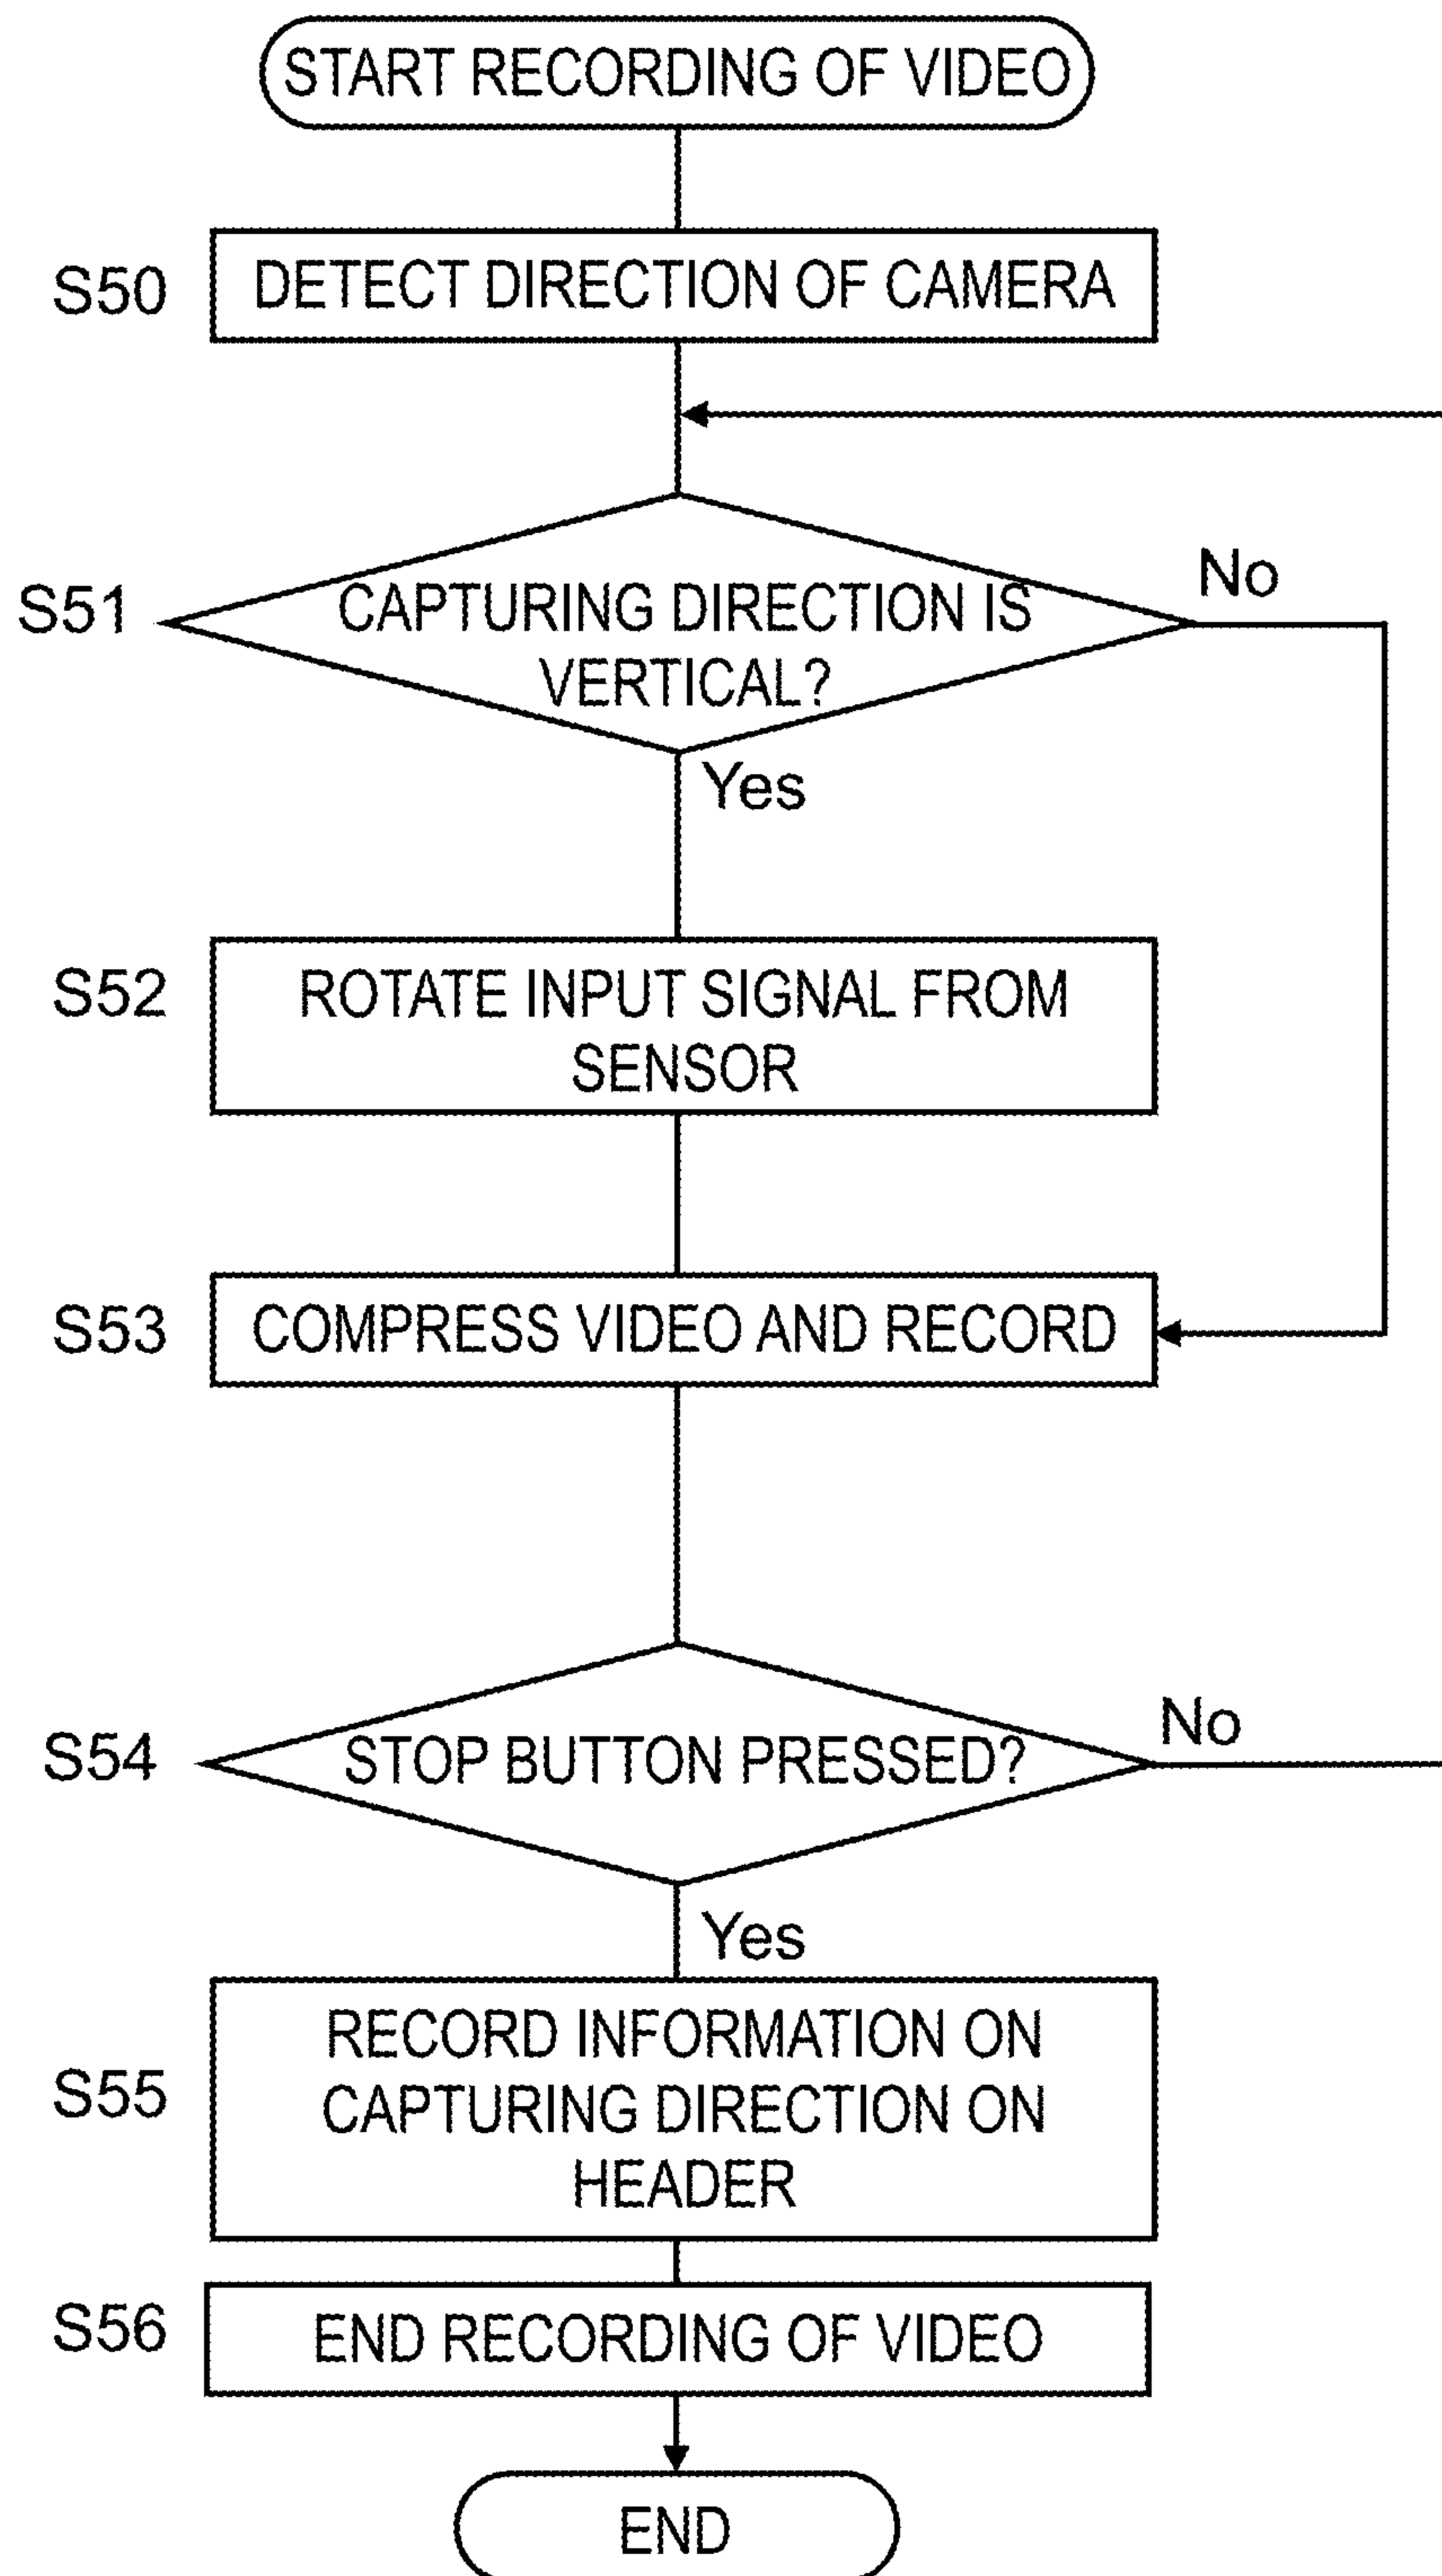 START RECORDING OF VIDEO
S50
DETECT DIRECTION OF CAMERA
S51
CAPTURING DIRECTION IS
VERTICAL?
No
Yes
S52
ROTATE INPUT SIGNAL FROM
SENSOR
S53
COMPRESS VIDEO AND RECORD
S54
STOP BUTTON PRESSED?
No
Yes
S55
RECORD INFORMATION ON
CAPTURING DIRECTION ON
HEADER
S56
END RECORDING OF VIDEO
END